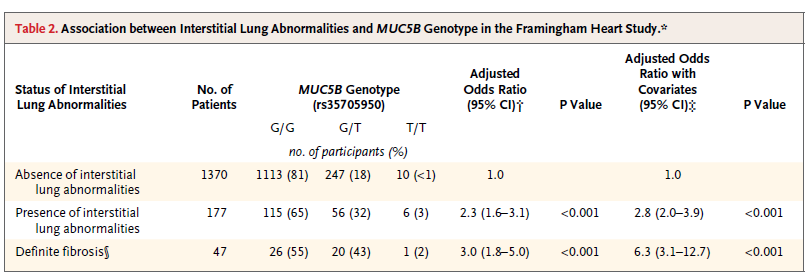 Table 2. Association between Interstitial Lung Abnormalities and MUC5B Genotype in the Framingham Heart Study.*
Status of Interstitial Lung Abnormalities No. of Patients MUC5B Genotype (rs35705950) Adjusted Odds Ratio (95% CI)† P Value Adjusted Odds Ratio with Covariates (95% CI)‡ P Value
G/G G/T T/T
no. of participants (%)
Absence of interstitial lung abnormalities 1370 1113 (81) 247 (18) 10 (<1) 1.0 1.0
Presence of interstitial lung abnormalities 177 115 (65) 56 (32) 6 (3) 2.3 (1.6–3.1) <0.001 2.8 (2.0–3.9) <0.001
Definite fibrosis§ 47 26 (55) 20 (43) 1 (2) 3.0 (1.8–5.0) <0.001 6.3 (3.1–12.7) <0.001